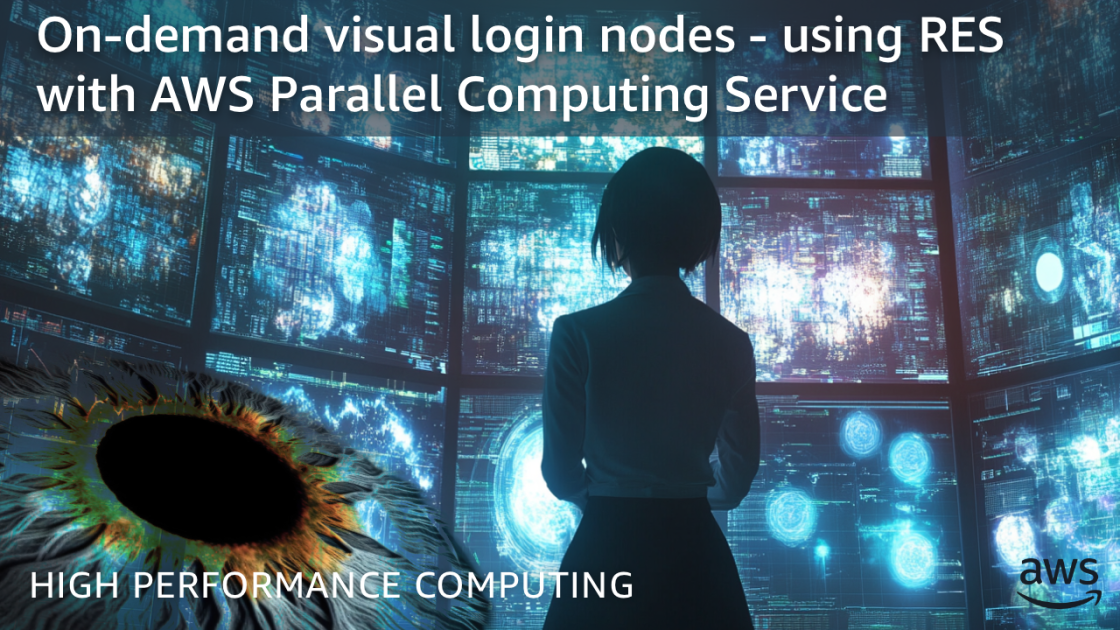 On-demand visual login nodes - using RES
with AWS Parallel Computing Service
HIGH PERFORMANCE COMPUTING
aws